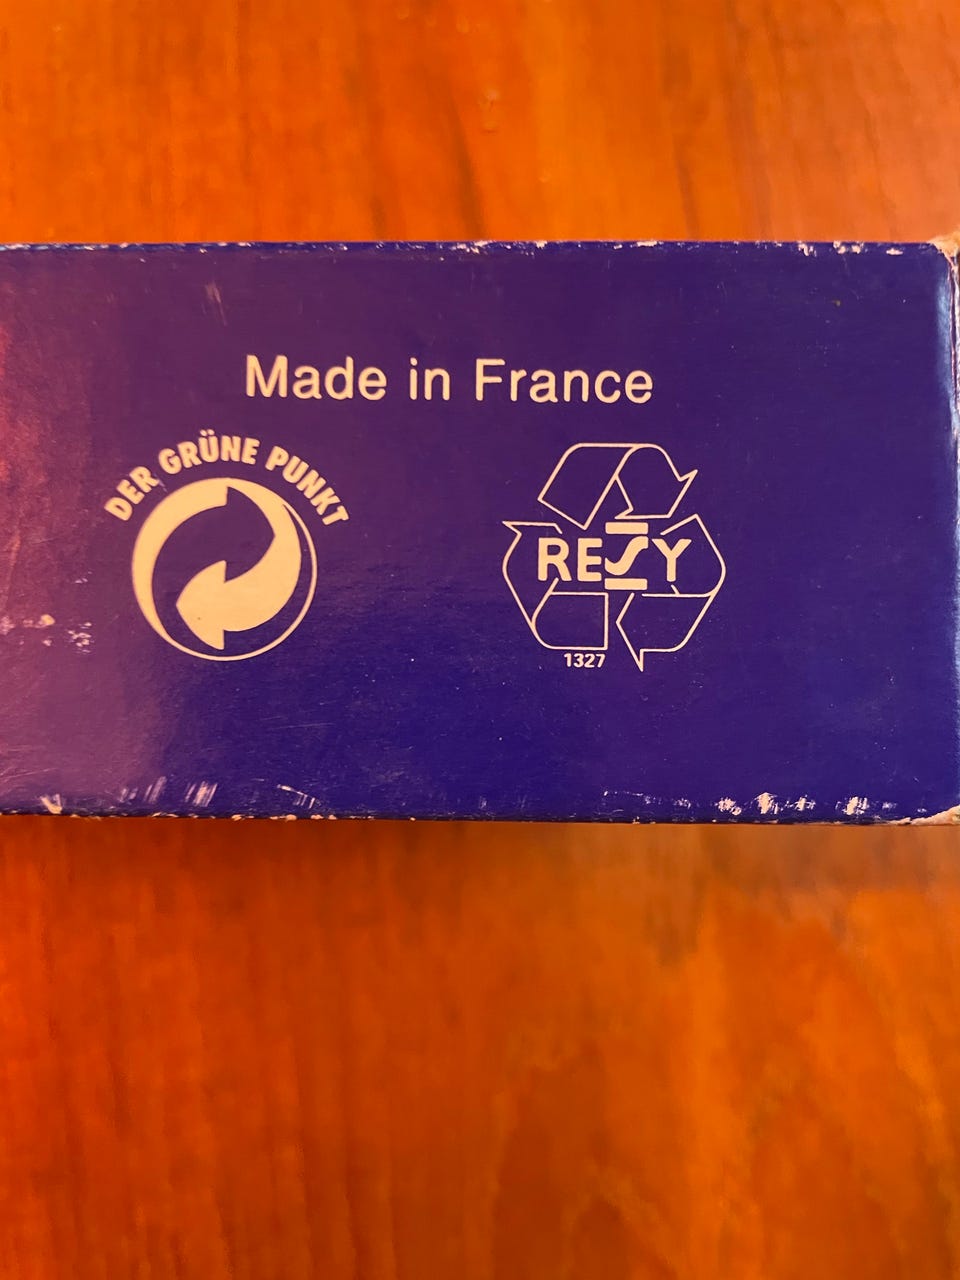 Made in France
DER GRÜNE PUNKT
RESY
1327